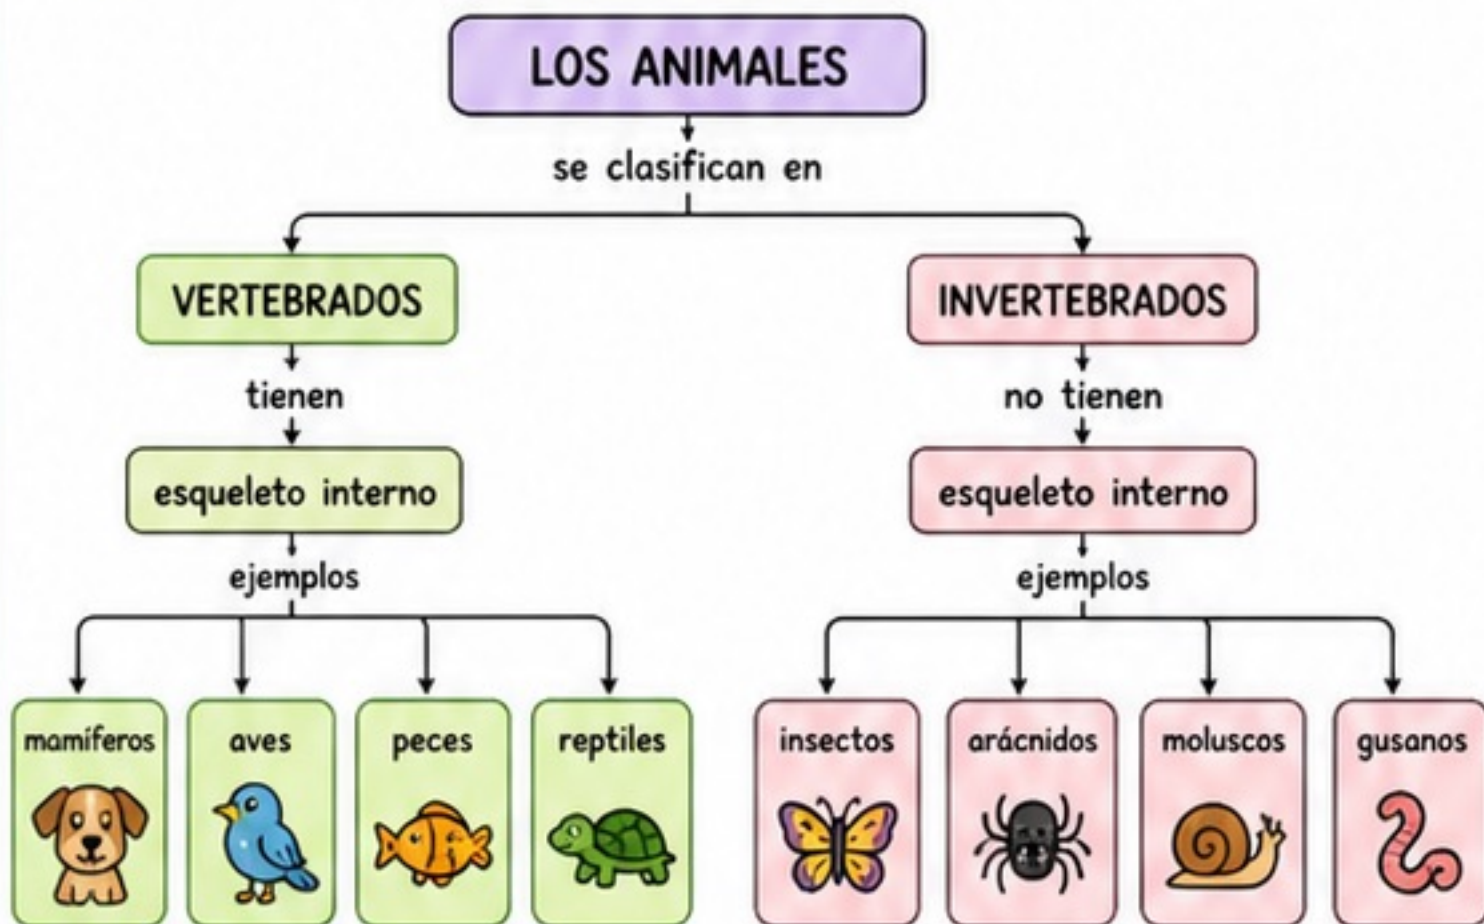 LOS ANIMALES
se clasifican en
VERTEBRADOS
INVERTEBRADOS
tienen
no tienen
esqueleto interno
esqueleto interno
ejemplos
ejemplos
mamíferos
aves
peces
reptiles
insectos
arácnidos
moluscos
gusanos